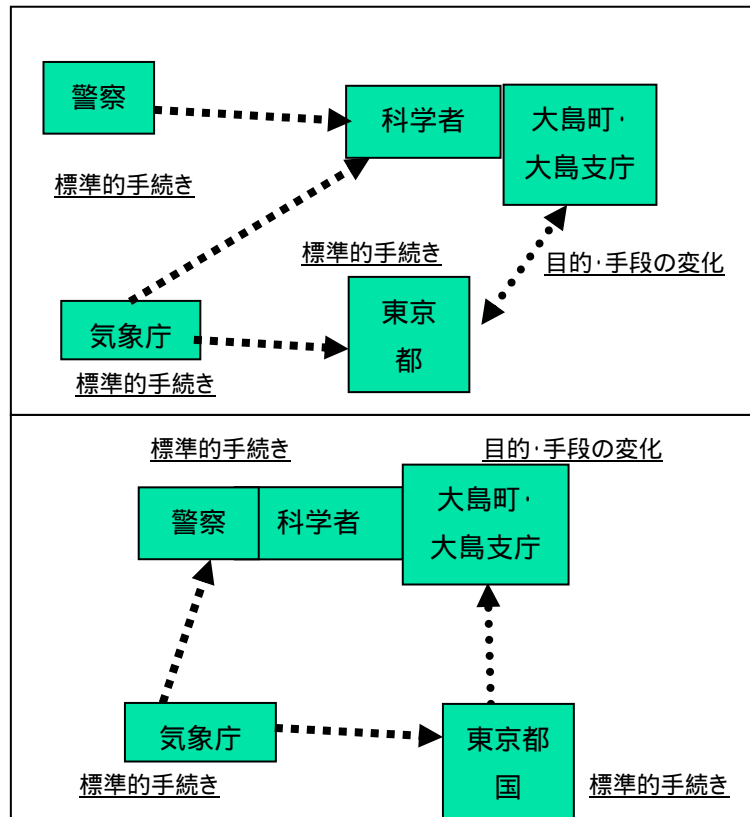 警察
科学者
大島町・
大島支庁
標準的手続き
標準的手続き
目的・手段の変化
気象庁
東京
都
標準的手続き
標準的手続き
目的・手段の変化
警察
科学者
大島町・
大島支庁
気象庁
東京都
国
標準的手続き
標準的手続き